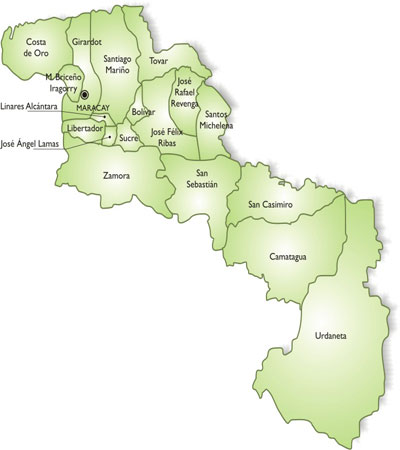 Costa
de Oro
Girardot
Santiago
Mariño
Tovar
M. Briceño
Iragorry
José
Rafael
Revenga
Linares Alcántara
MARACAY
Bolívar
Santos
Michelena
Libertador
José Ángel Lamas
Sucre
José Félix
Ribas
Zamora
San
Sebastián
San Casimiro
Camatagua
Urdaneta